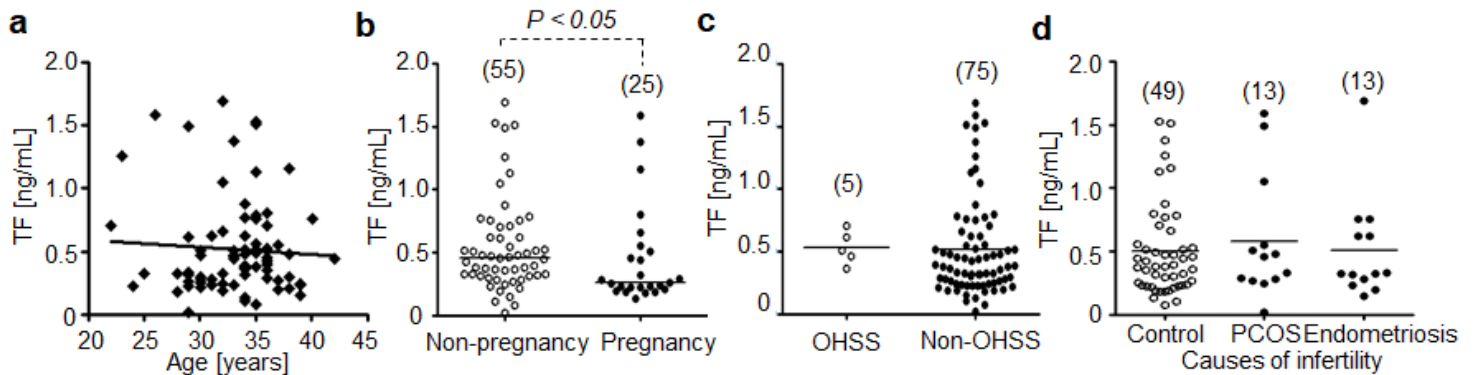 a
TF [ng/mL]
2.0
1.5
1.0
0.5
0
20 25 30 35 40 45
Age [years]
b
P < 0.05
TF [ng/mL]
2.0
1.5
1.0
0.5
0
(55) (25)
Non-pregnancy Pregnancy
c
TF [ng/mL]
2.0
1.5
1.0
0.5
0
(5) (75)
OHSS Non-OHSS
d
TF [ng/mL]
2.0
1.5
1.0
0.5
0
(49) (13) (13)
Control PCOS Endometriosis
Causes of infertility